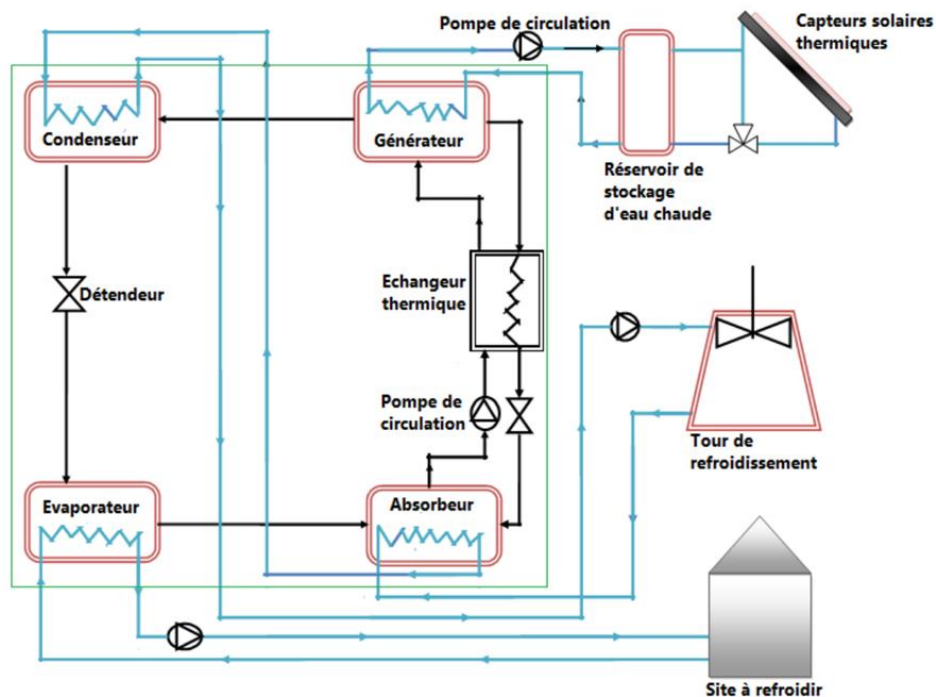 Pompe de circulation
Capteurs solaires
thermiques
Condenseur
Générateur
Réservoir de
stockage
d'eau chaude
Echangeur
thermique
Détendeur
Pompe de
circulation
Tour de
refroidissement
Evaporateur
Absorbeur
Site à refroidir